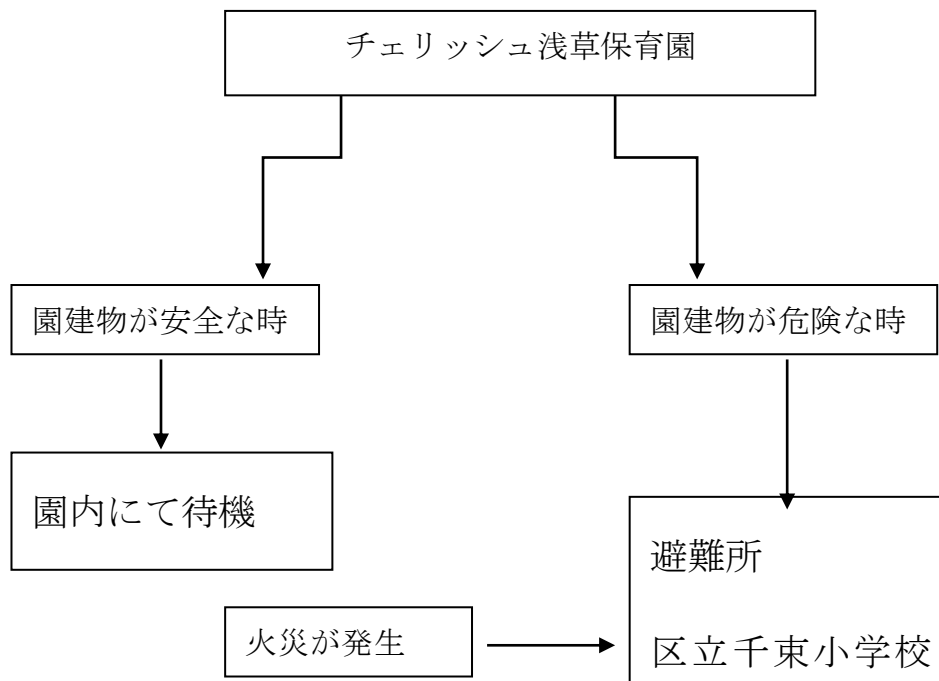 チェリッシュ浅草保育園
園建物が安全な時
園建物が危険な時
園内にて待機
避難所
火災が発生
区立千束小学校